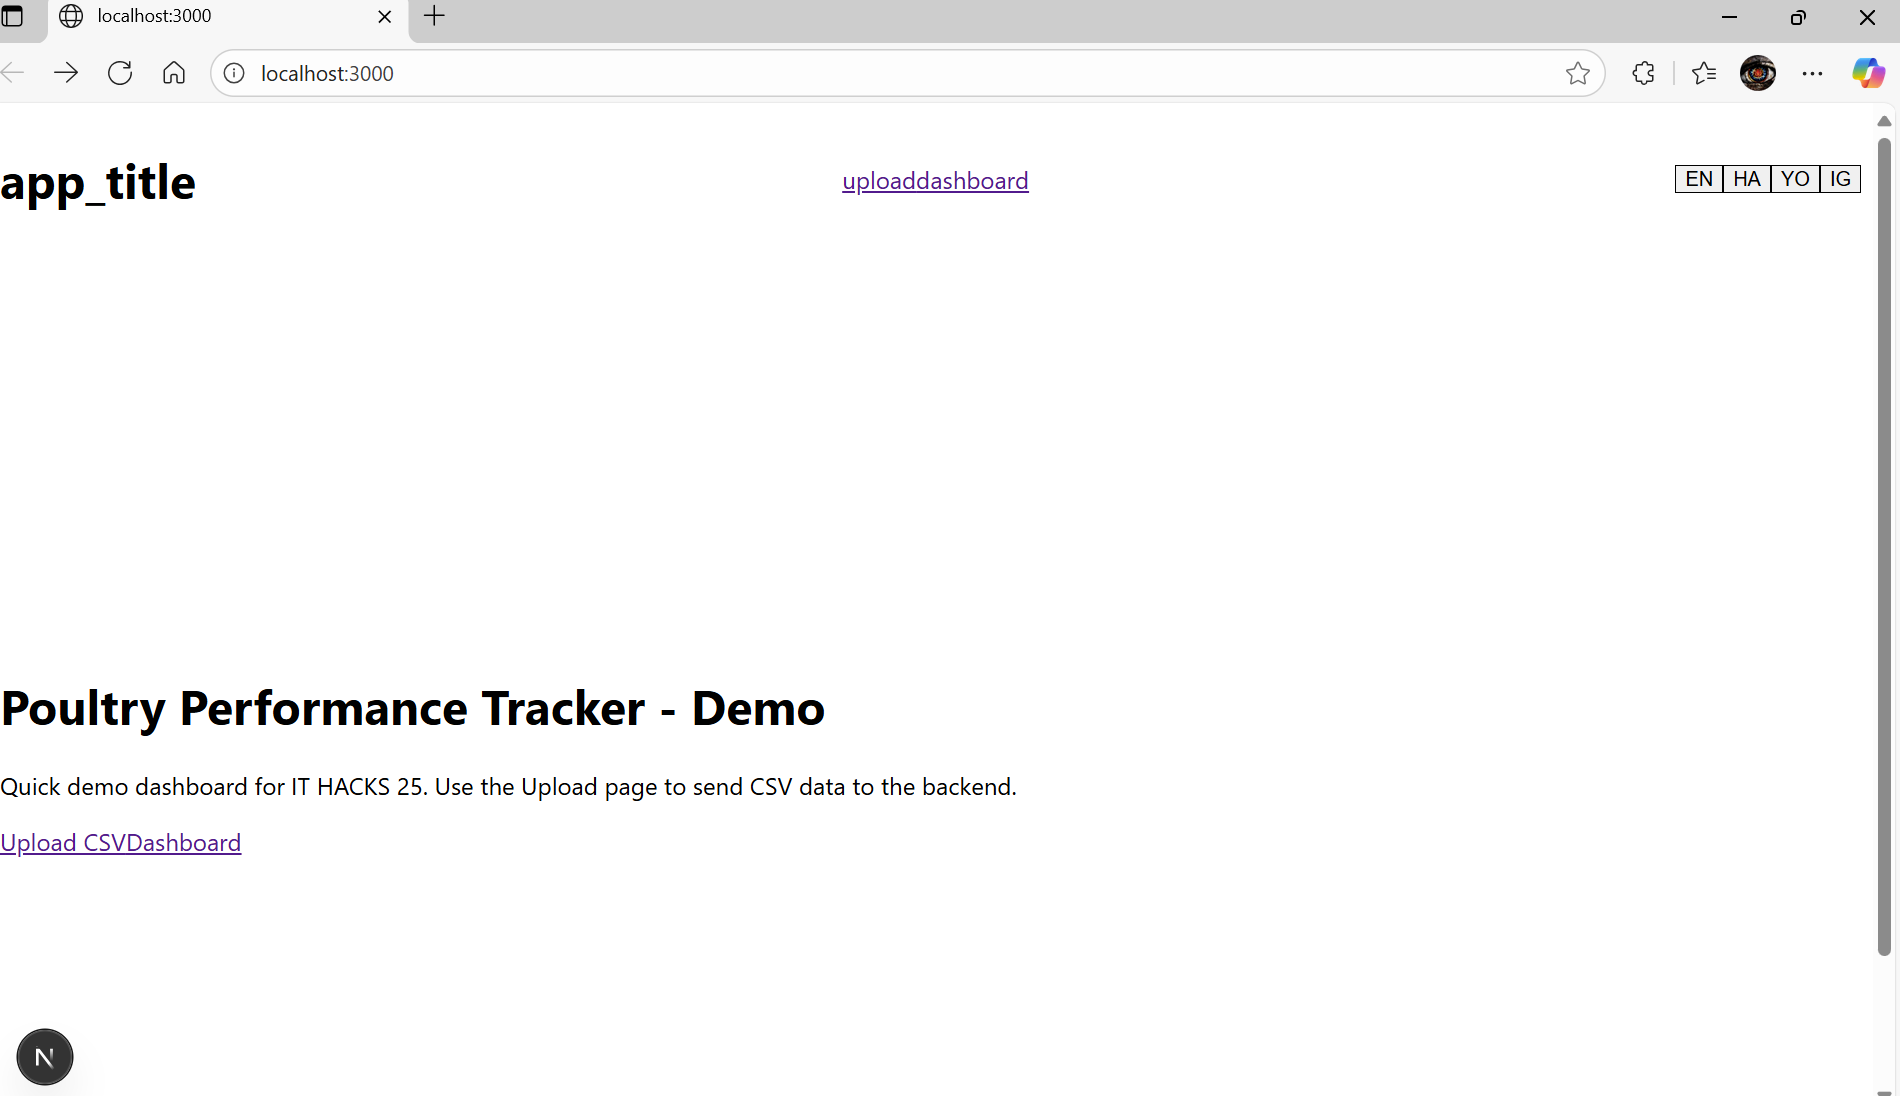 localhost:3000
localhost:3000
app_title
uploaddashboard
EN HA YO IG
Poultry Performance Tracker - Demo
Quick demo dashboard for IT HACKS 25. Use the Upload page to send CSV data to the backend.
Upload CSVDashboard
N